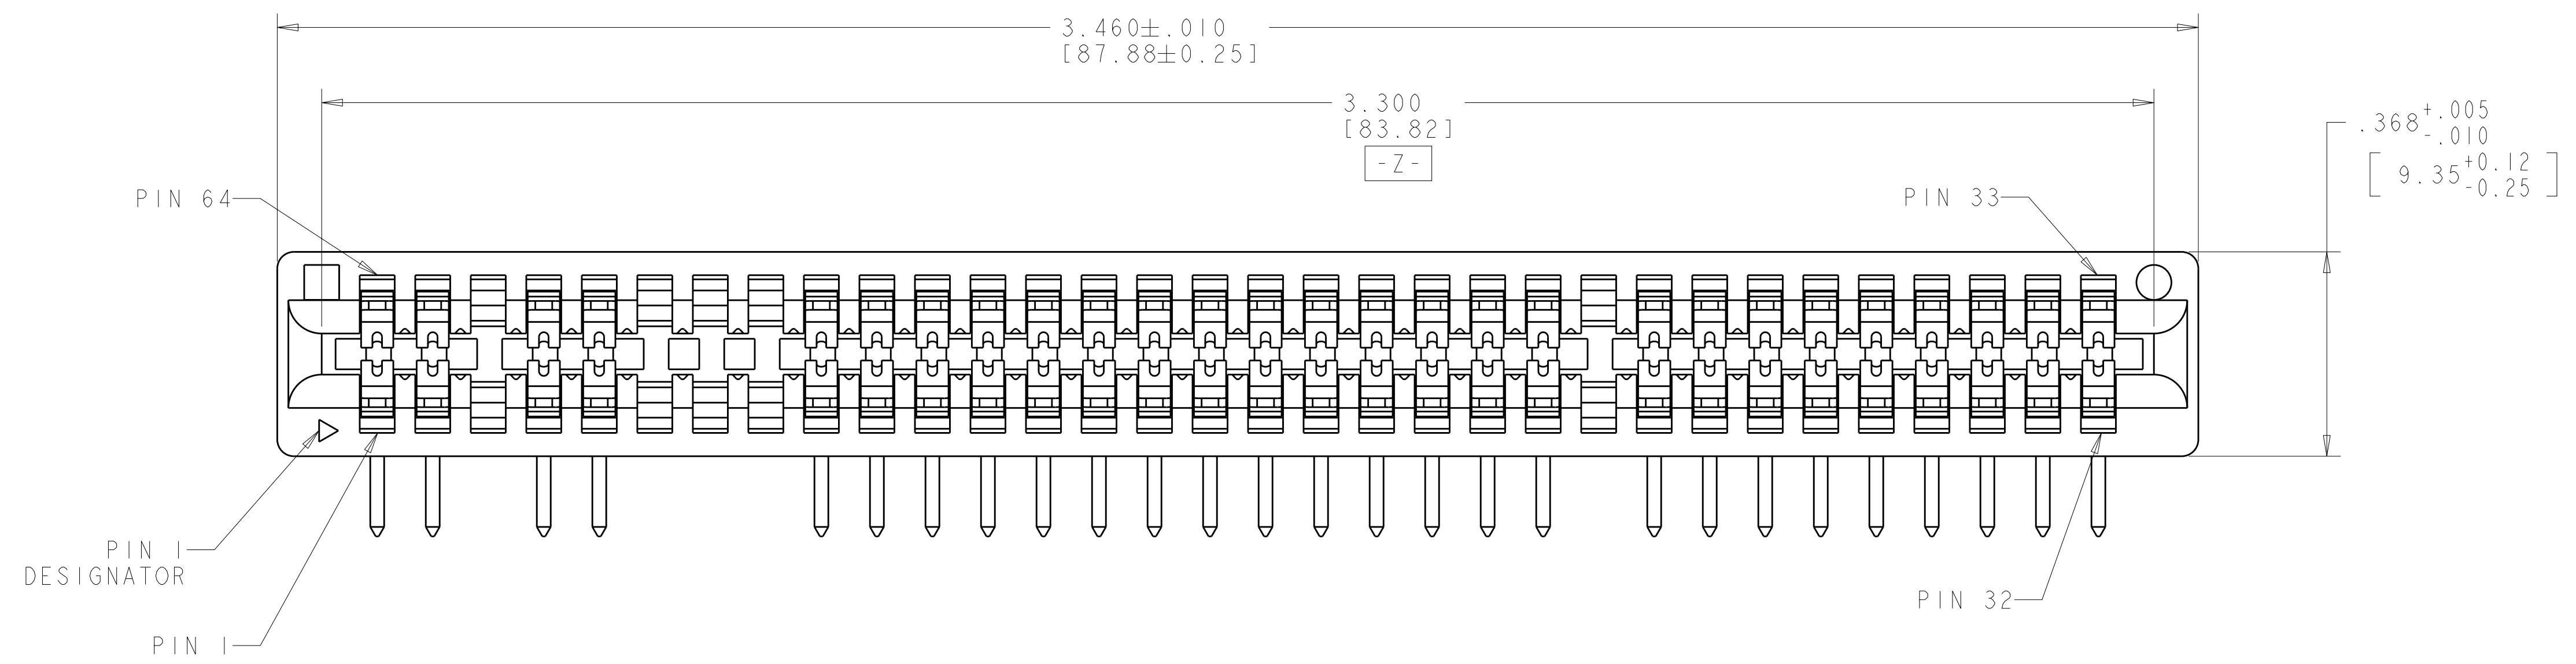 3.460±.010
[87.88±0.25]
3.300
[83.82]
-Z-
.368 +.005 -.010
[ 9.35 +0.12 -0.25 ]
PIN 64
PIN 33
PIN 1
DESIGNATOR
PIN 32
PIN 1